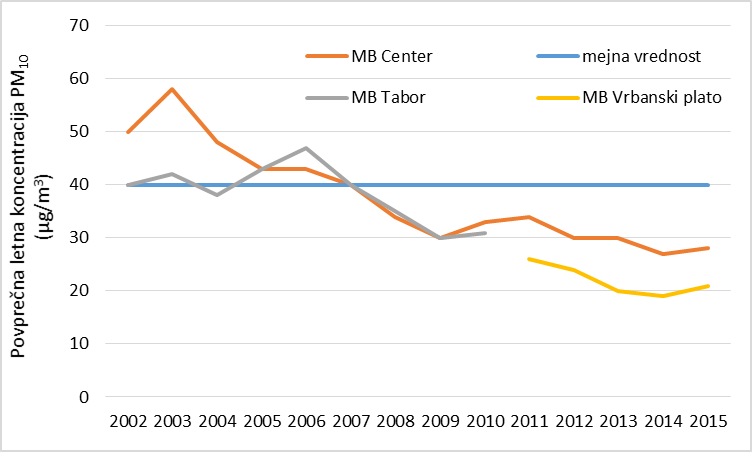 Povprečna letna koncentracija PM10
(µg/m3)
70
60
50
40
30
20
10
0
MB Center
mejna vrednost
MB Tabor
MB Vrbanski plato
2002 2003 2004 2005 2006 2007 2008 2009 2010 2011 2012 2013 2014 2015